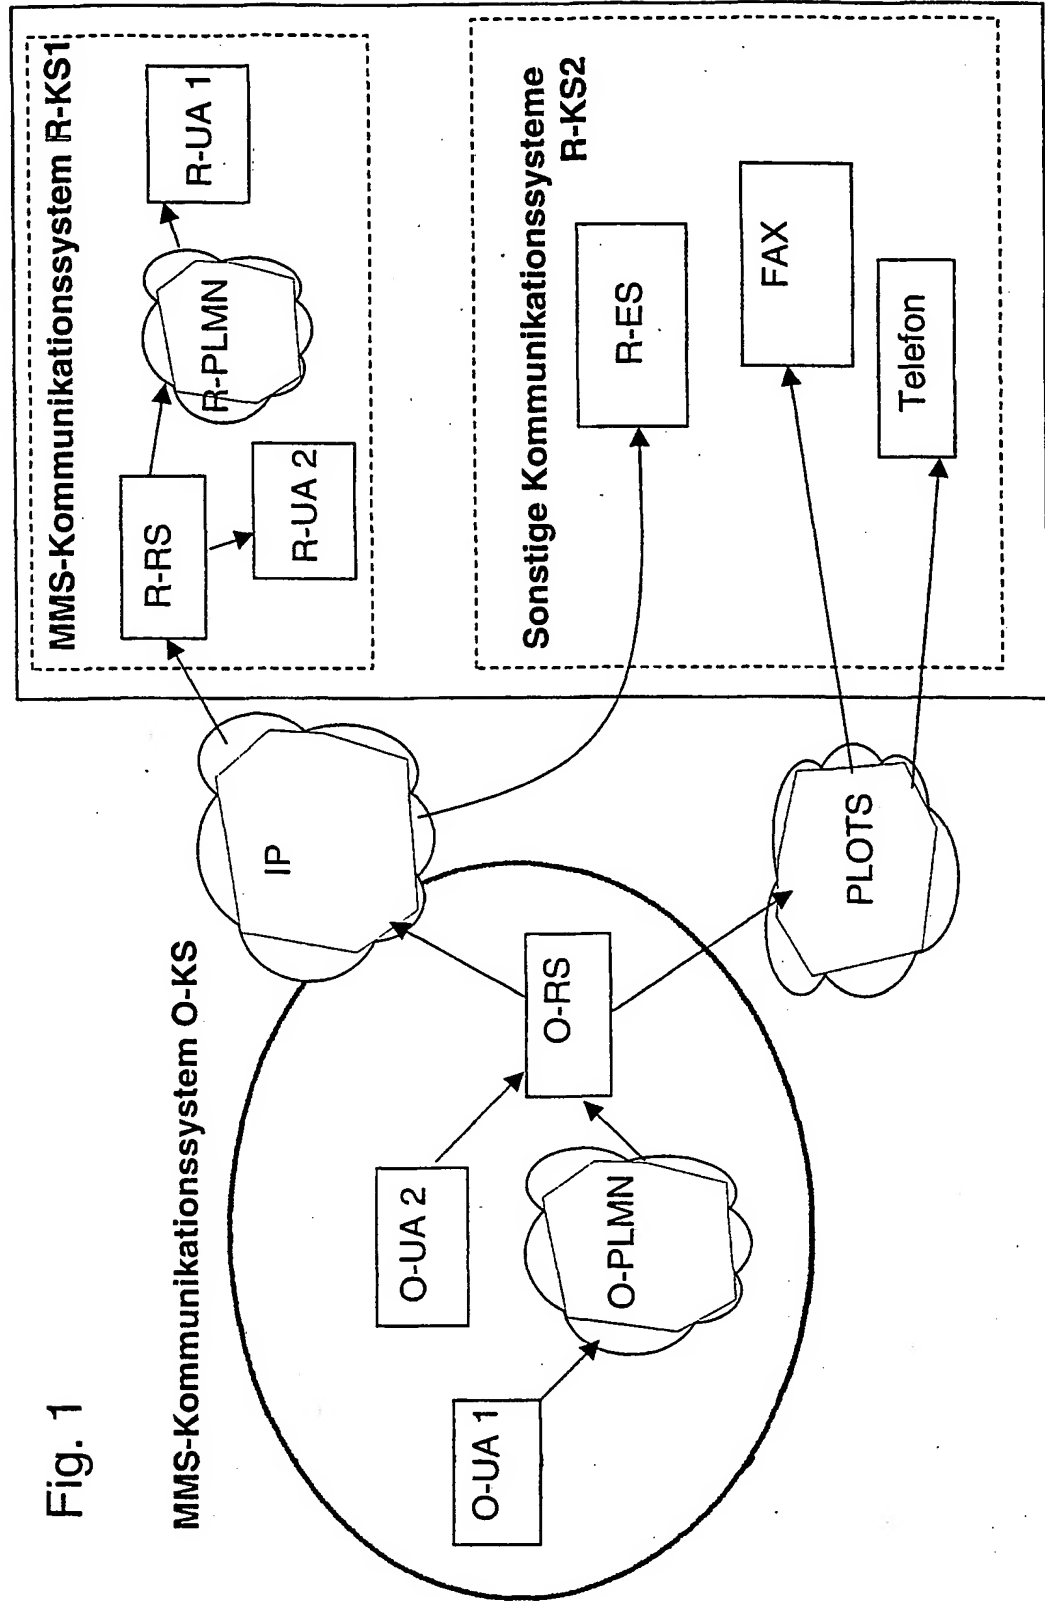 Fig. 1
MMS-Kommunikationssystem O-KS
O-UA 1
O-UA 2
O-PLMN
O-RS
IP
PLOTS
MMS-Kommunikationssystem R-KS1
R-RS
R-UA 2
R-PLMN
R-UA 1
Sonstige Kommunikationssysteme
R-KS2
R-ES
FAX
Telefon